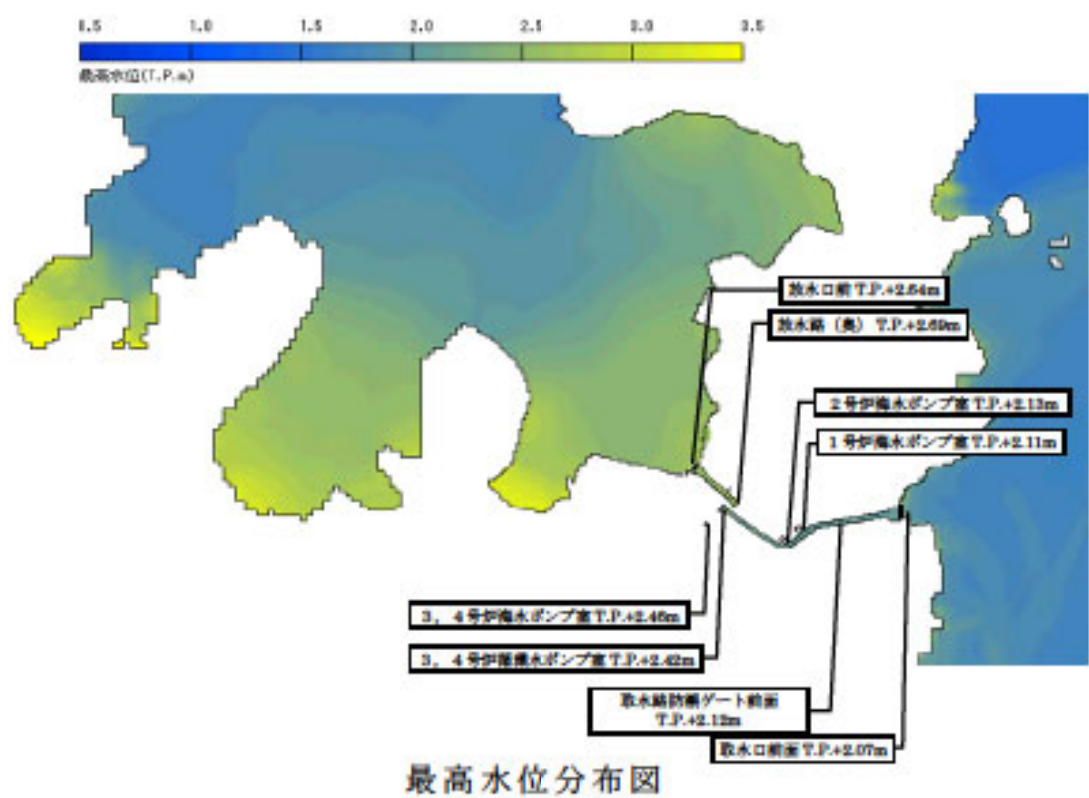 0.5 1.0 1.5 2.0 2.5 3.0 3.5
最高水位(T.P.m)
放水口前 T.P.+2.64m
放水路（奥） T.P.+2.69m
2号炉海水ポンプ室 T.P.+2.13m
1号炉海水ポンプ室 T.P.+2.11m
3，4号炉海水ポンプ室 T.P.+2.46m
3，4号炉循環水ポンプ室 T.P.+2.42m
取水路防潮ゲート前面
T.P.+2.12m
取水口前面 T.P.+2.07m
最高水位分布図